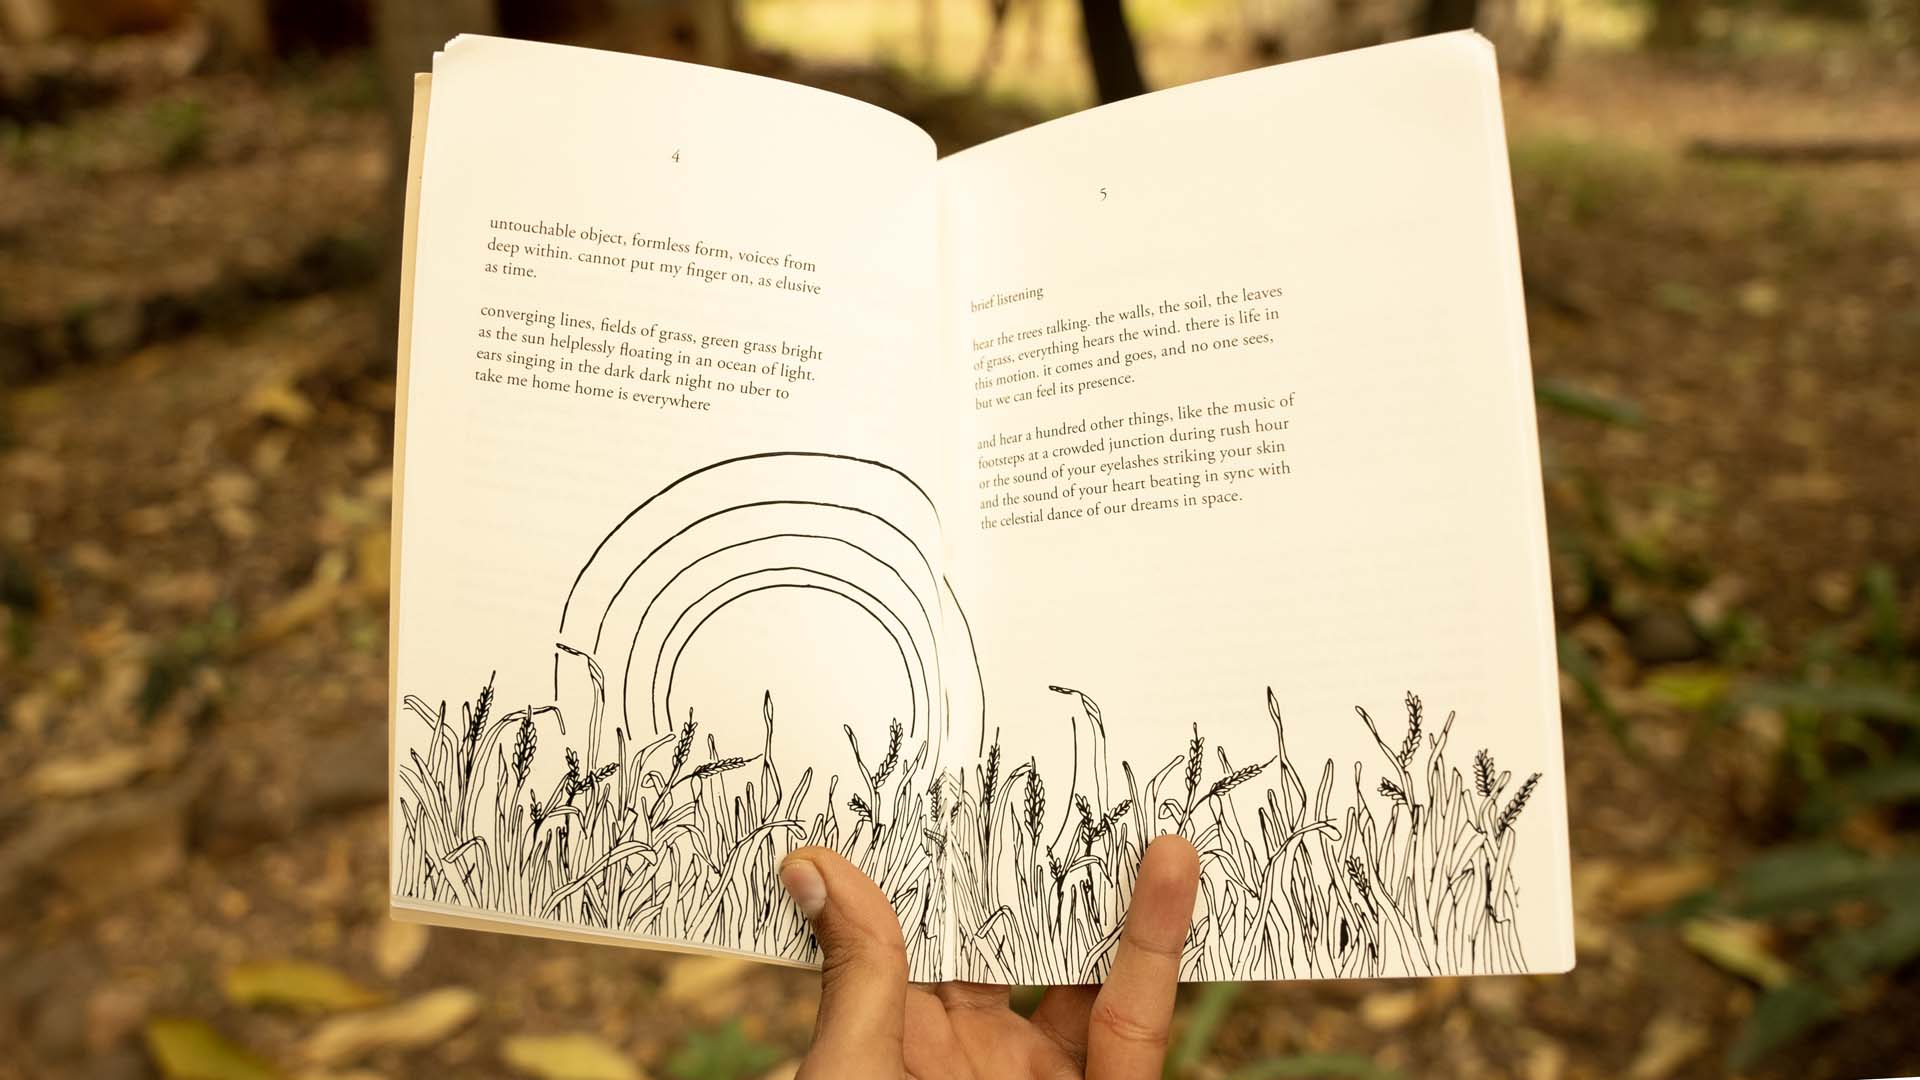 4
untouchable object, formless form, voices from
deep within. cannot put my finger on, as elusive
as time.
converging lines, fields of grass, green grass bright
as the sun helplessly floating in an ocean of light.
ears singing in the dark dark night no uber to
take me home home is everywhere
5
brief listening
hear the trees talking. the walls, the soil, the leaves
of grass, everything hears the wind. there is life in
this motion. it comes and goes, and no one sees,
but we can feel its presence.
and hear a hundred other things, like the music of
footsteps at a crowded junction during rush hour
or the sound of your eyelashes striking your skin
and the sound of your heart beating in sync with
the celestial dance of our dreams in space.